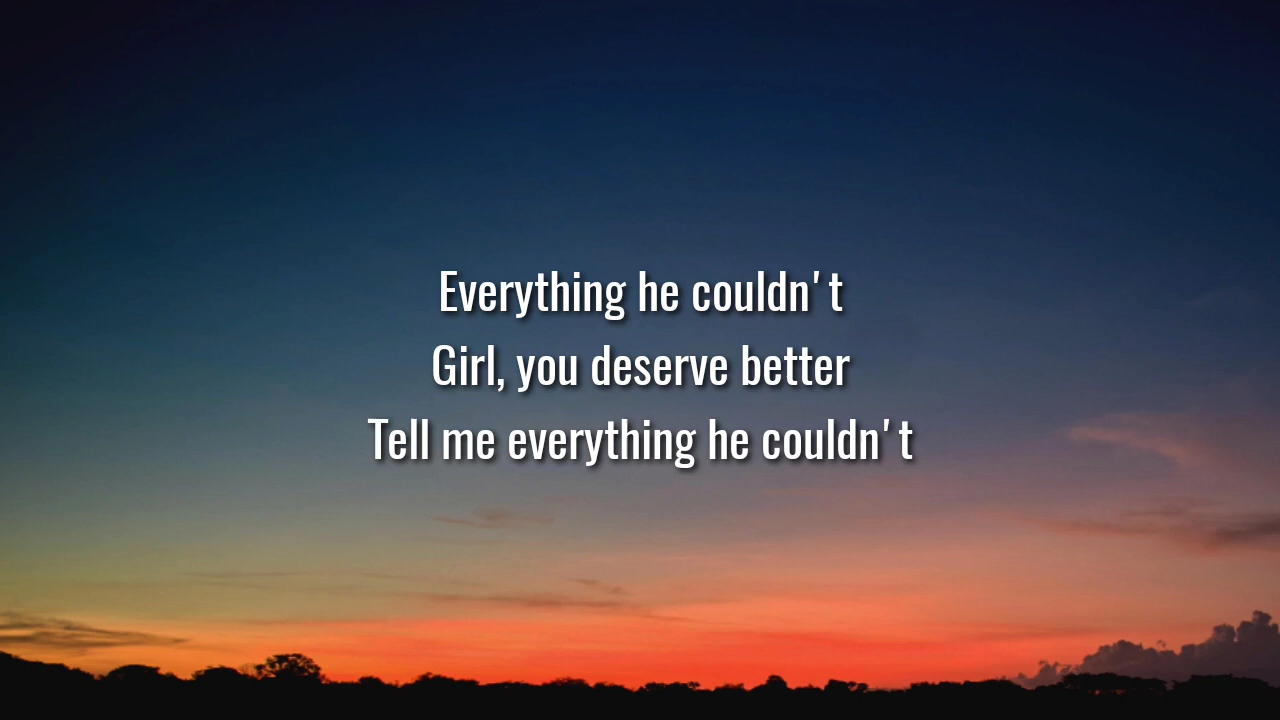 Everything he couldn't
Girl, you deserve better
Tell me everything he couldn't